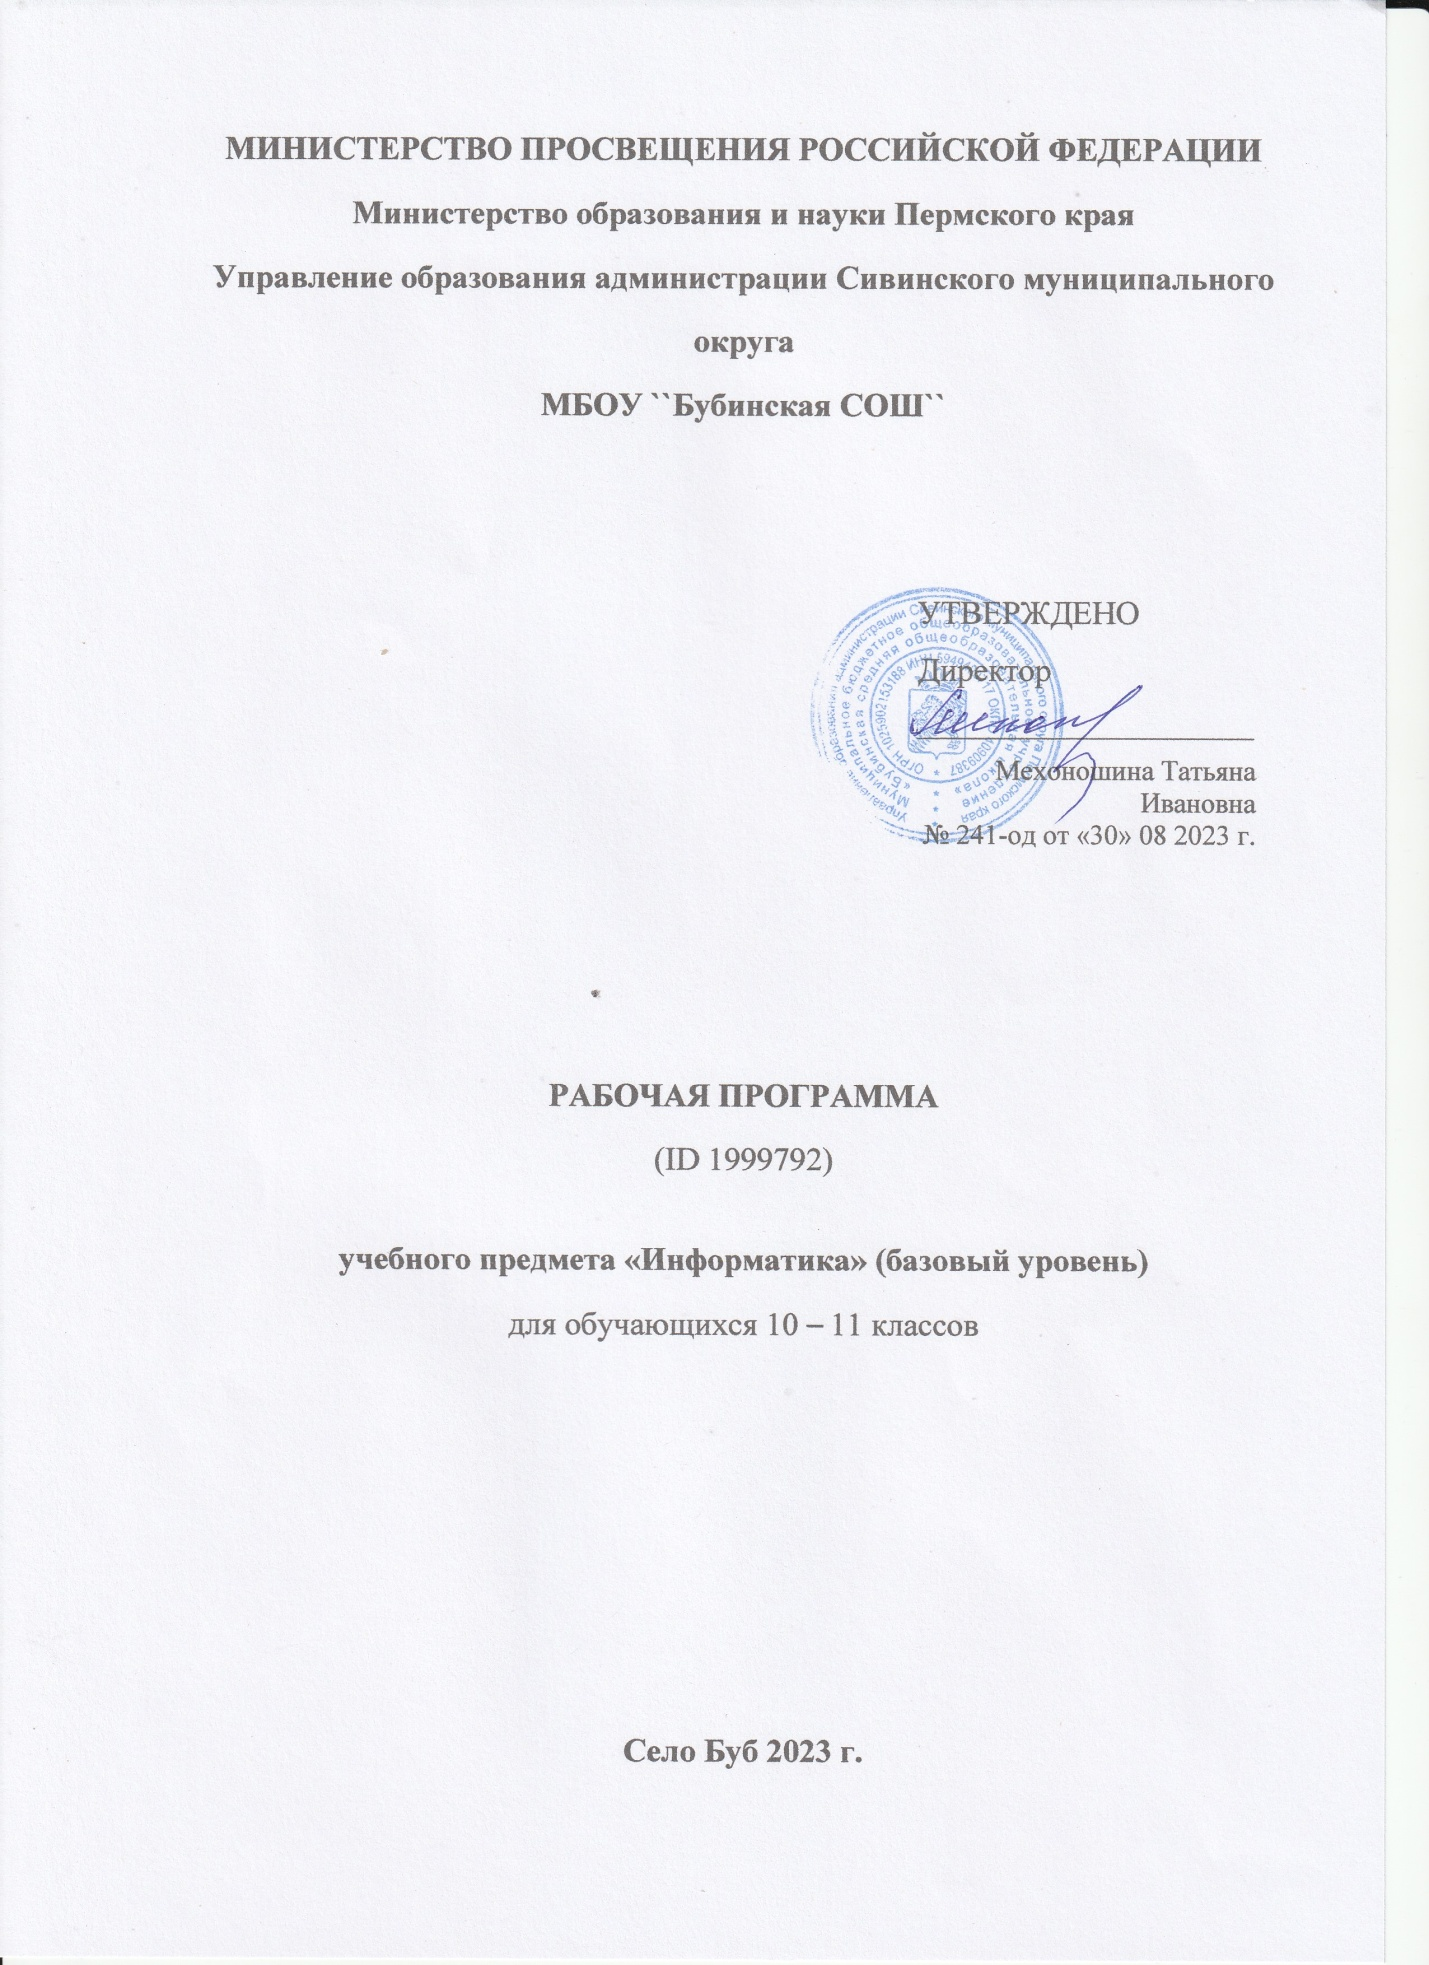 МИНИСТЕРСТВО ПРОСВЕЩЕНИЯ РОССИЙСКОЙ ФЕДЕРАЦИИ
Министерство образования и науки Пермского края
Управление образования администрации Сивинского муниципального
округа
МБОУ ``Бубинская СОШ``
УТВЕРЖДЕНО
Директор
Мехоношина Татьяна
Ивановна
№ 241-од от «30» 08 2023 г.
РАБОЧАЯ ПРОГРАММА
(ID 1999792)
учебного предмета «Информатика» (базовый уровень)
для обучающихся 10 – 11 классов
Село Буб 2023 г.